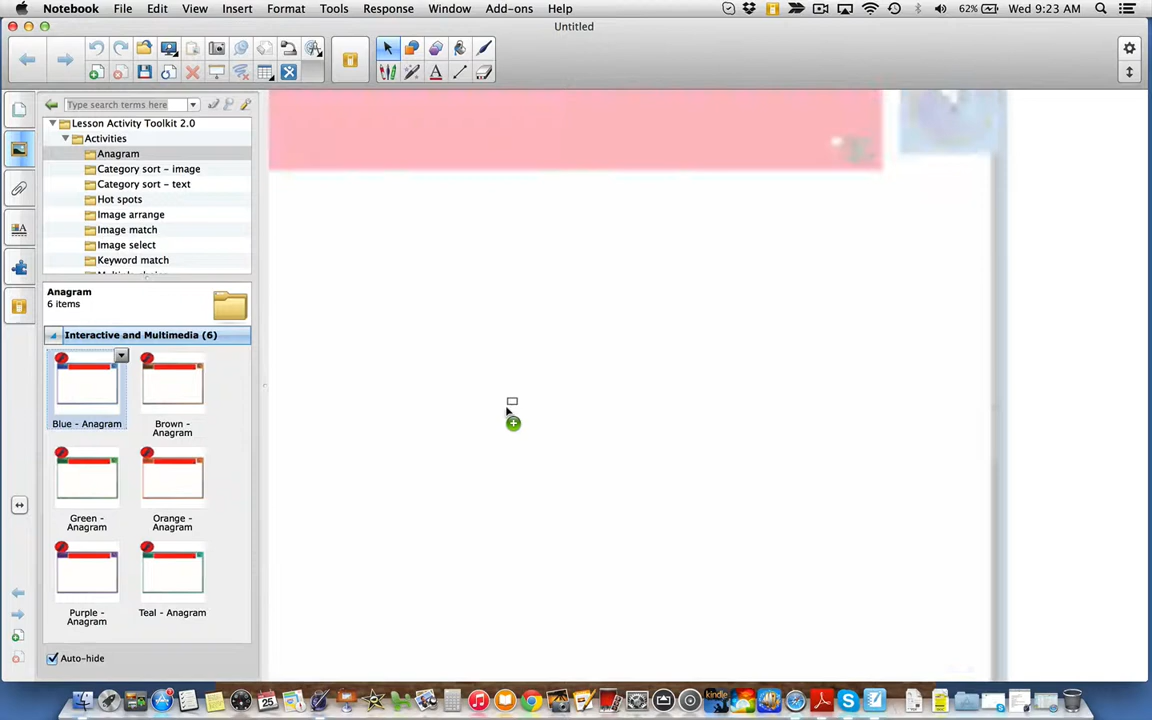 Notebook File Edit View Insert Format Tools Response Window Add-ons Help 62% Wed 9:23 AM
Untitled
Type search terms here
Lesson Activity Toolkit 2.0
Activities
Anagram
Category sort - image
Category sort - text
Hot spots
Image arrange
Image match
Image select
Keyword match
Anagram
6 items
Interactive and Multimedia (6)
Blue - Anagram
Brown - Anagram
Green - Anagram
Orange - Anagram
Purple - Anagram
Teal - Anagram
Auto-hide